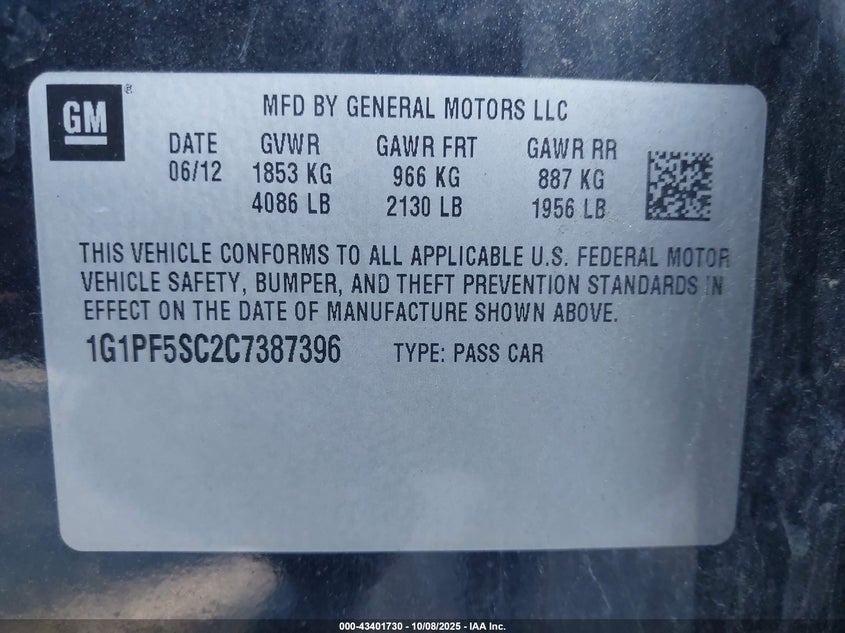 GM®
MFD BY GENERAL MOTORS LLC
DATE GVWR GAWR FRT GAWR RR
06/12 1853 KG 966 KG 887 KG
4086 LB 2130 LB 1956 LB
THIS VEHICLE CONFORMS TO ALL APPLICABLE U.S. FEDERAL MOTOR
VEHICLE SAFETY, BUMPER, AND THEFT PREVENTION STANDARDS IN
EFFECT ON THE DATE OF MANUFACTURE SHOWN ABOVE.
1G1PF5SC2C7387396 TYPE: PASS CAR
000-43401730 - 10/08/2025 - IAA Inc.